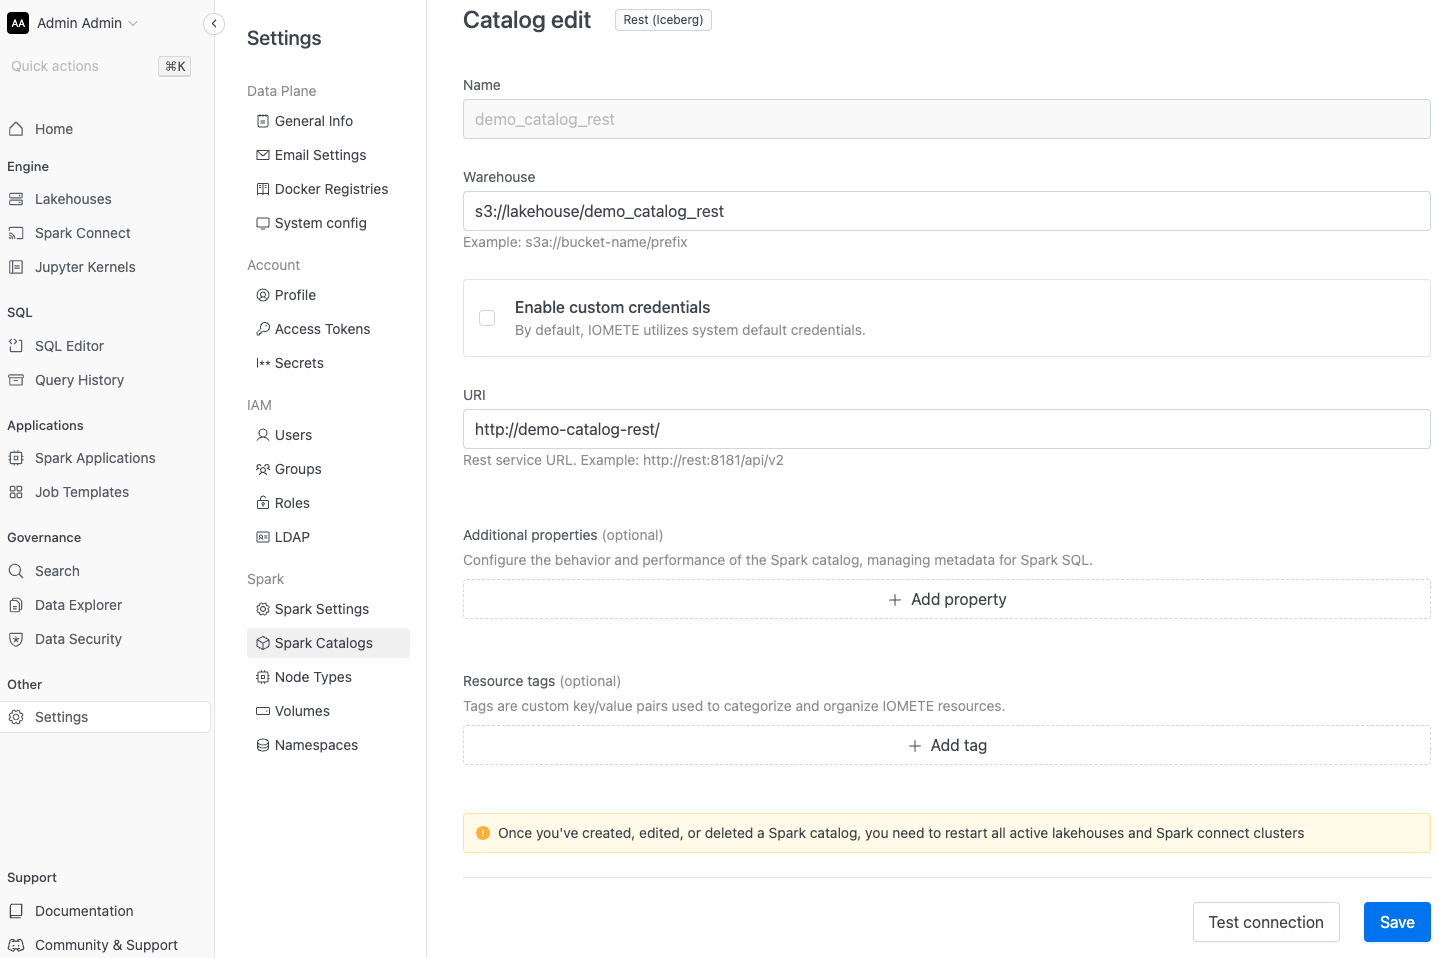 AA Admin Admin
Quick actions ⌘K
Home
Engine
Lakehouses
Spark Connect
Jupyter Kernels
SQL
SQL Editor
Query History
Applications
Spark Applications
Job Templates
Governance
Search
Data Explorer
Data Security
Other
Settings
Support
Documentation
Community & Support
Settings
Data Plane
General Info
Email Settings
Docker Registries
System config
Account
Profile
Access Tokens
Secrets
IAM
Users
Groups
Roles
LDAP
Spark
Spark Settings
Spark Catalogs
Node Types
Volumes
Namespaces
Catalog edit Rest (Iceberg)
Name
demo_catalog_rest
Warehouse
s3://lakehouse/demo_catalog_rest
Example: s3a://bucket-name/prefix
Enable custom credentials
By default, IOMETE utilizes system default credentials.
URI
http://demo-catalog-rest/
Rest service URL. Example: http://rest:8181/api/v2
Additional properties (optional)
Configure the behavior and performance of the Spark catalog, managing metadata for Spark SQL.
+ Add property
Resource tags (optional)
Tags are custom key/value pairs used to categorize and organize IOMETE resources.
+ Add tag
Once you've created, edited, or deleted a Spark catalog, you need to restart all active lakehouses and Spark connect clusters
Test connection Save